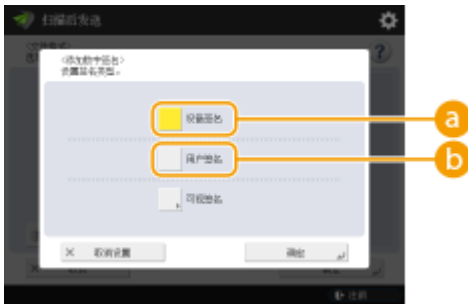 扫描后发送
<添加数字签名>
设置签名类型。
设备签名
a
用户签名
b
可视签名
× 取消设置
确定
注销